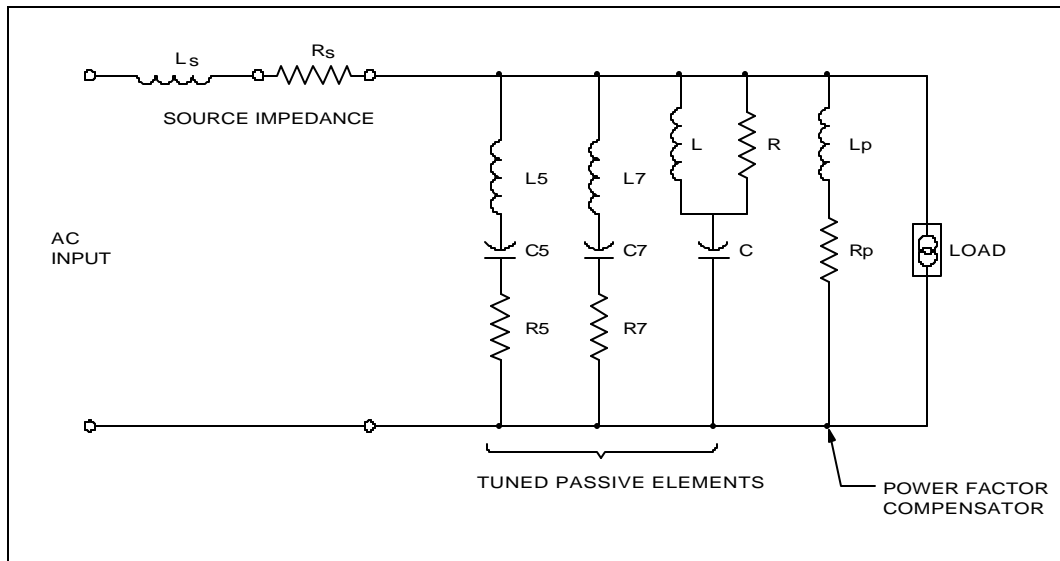 Ls
Rs
SOURCE IMPEDANCE
L
R
Lp
L5
L7
AC
INPUT
C5
C7
C
Rp
LOAD
R5
R7
TUNED PASSIVE ELEMENTS
POWER FACTOR
COMPENSATOR